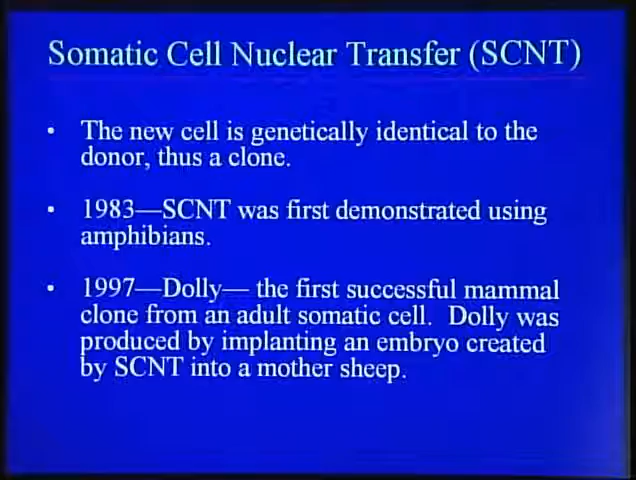 Somatic Cell Nuclear Transfer (SCNT)
• The new cell is genetically identical to the
donor, thus a clone.
• 1983—SCNT was first demonstrated using
amphibians.
• 1997—Dolly— the first successful mammal
clone from an adult somatic cell. Dolly was
produced by implanting an embryo created
by SCNT into a mother sheep.